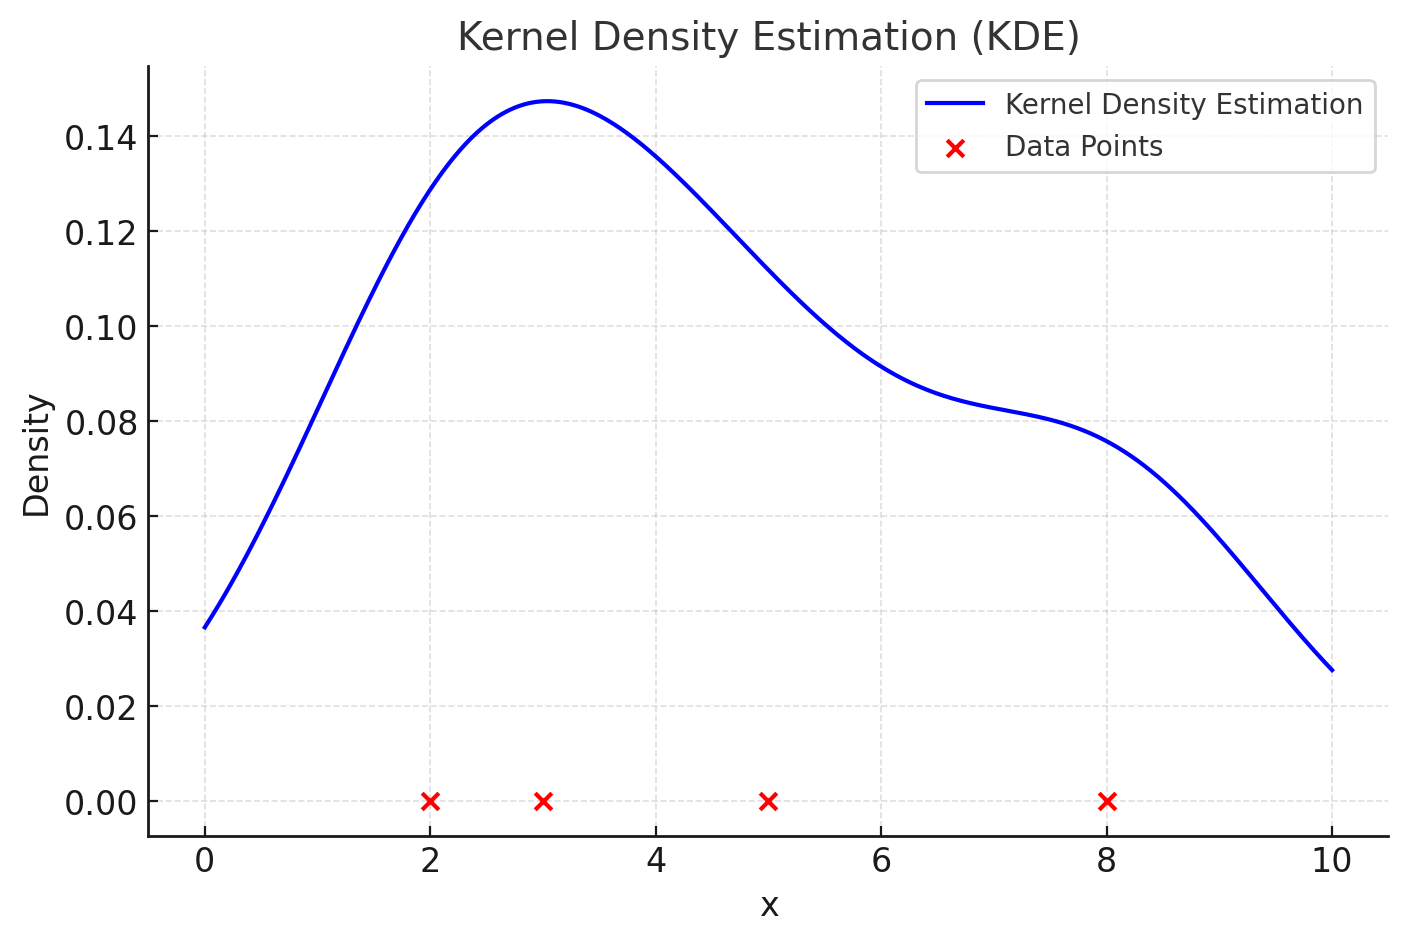 Kernel Density Estimation (KDE)
Kernel Density Estimation
Data Points
0.14
0.12
0.10
0.08
0.06
0.04
0.02
0.00
Density
0 2 4 6 8 10
x